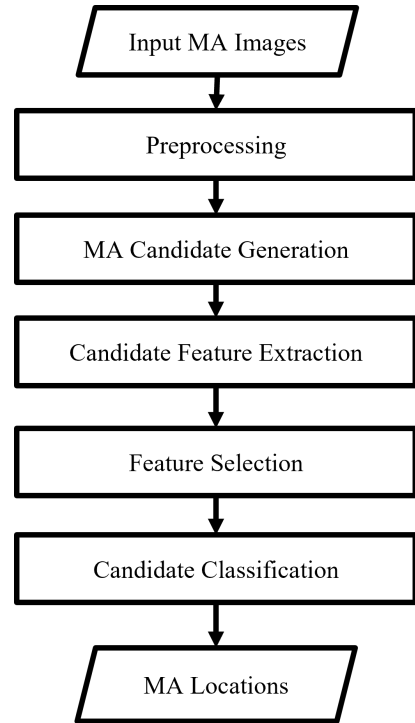 Input MA Images
Preprocessing
MA Candidate Generation
Candidate Feature Extraction
Feature Selection
Candidate Classification
MA Locations